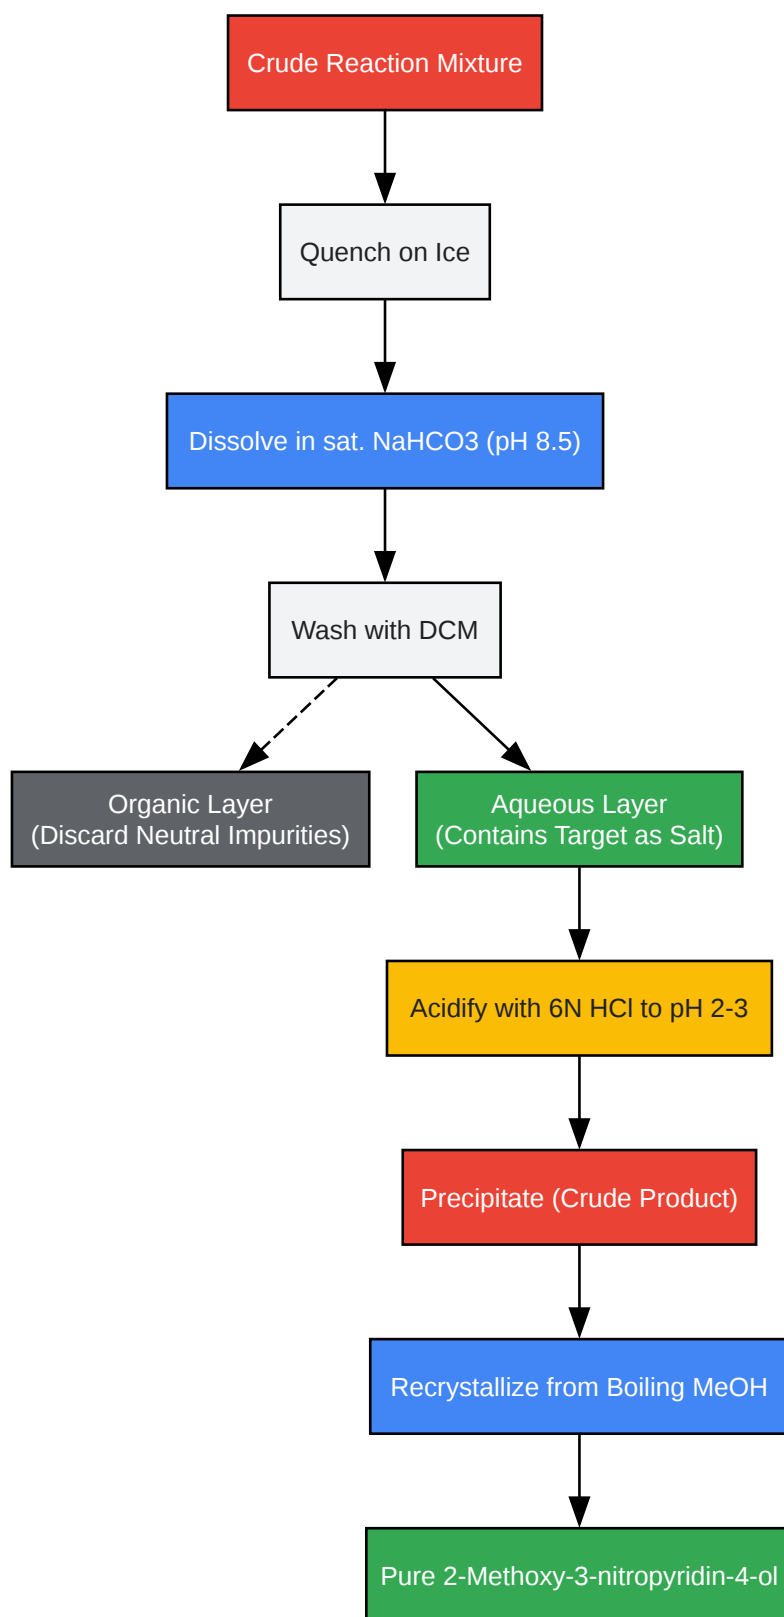 Crude Reaction Mixture
Quench on Ice
Dissolve in sat. NaHCO3 (pH 8.5)
Wash with DCM
Organic Layer
(Discard Neutral Impurities)
Aqueous Layer
(Contains Target as Salt)
Acidify with 6N HCl to pH 2-3
Precipitate (Crude Product)
Recrystallize from Boiling MeOH
Pure 2-Methoxy-3-nitropyridin-4-ol